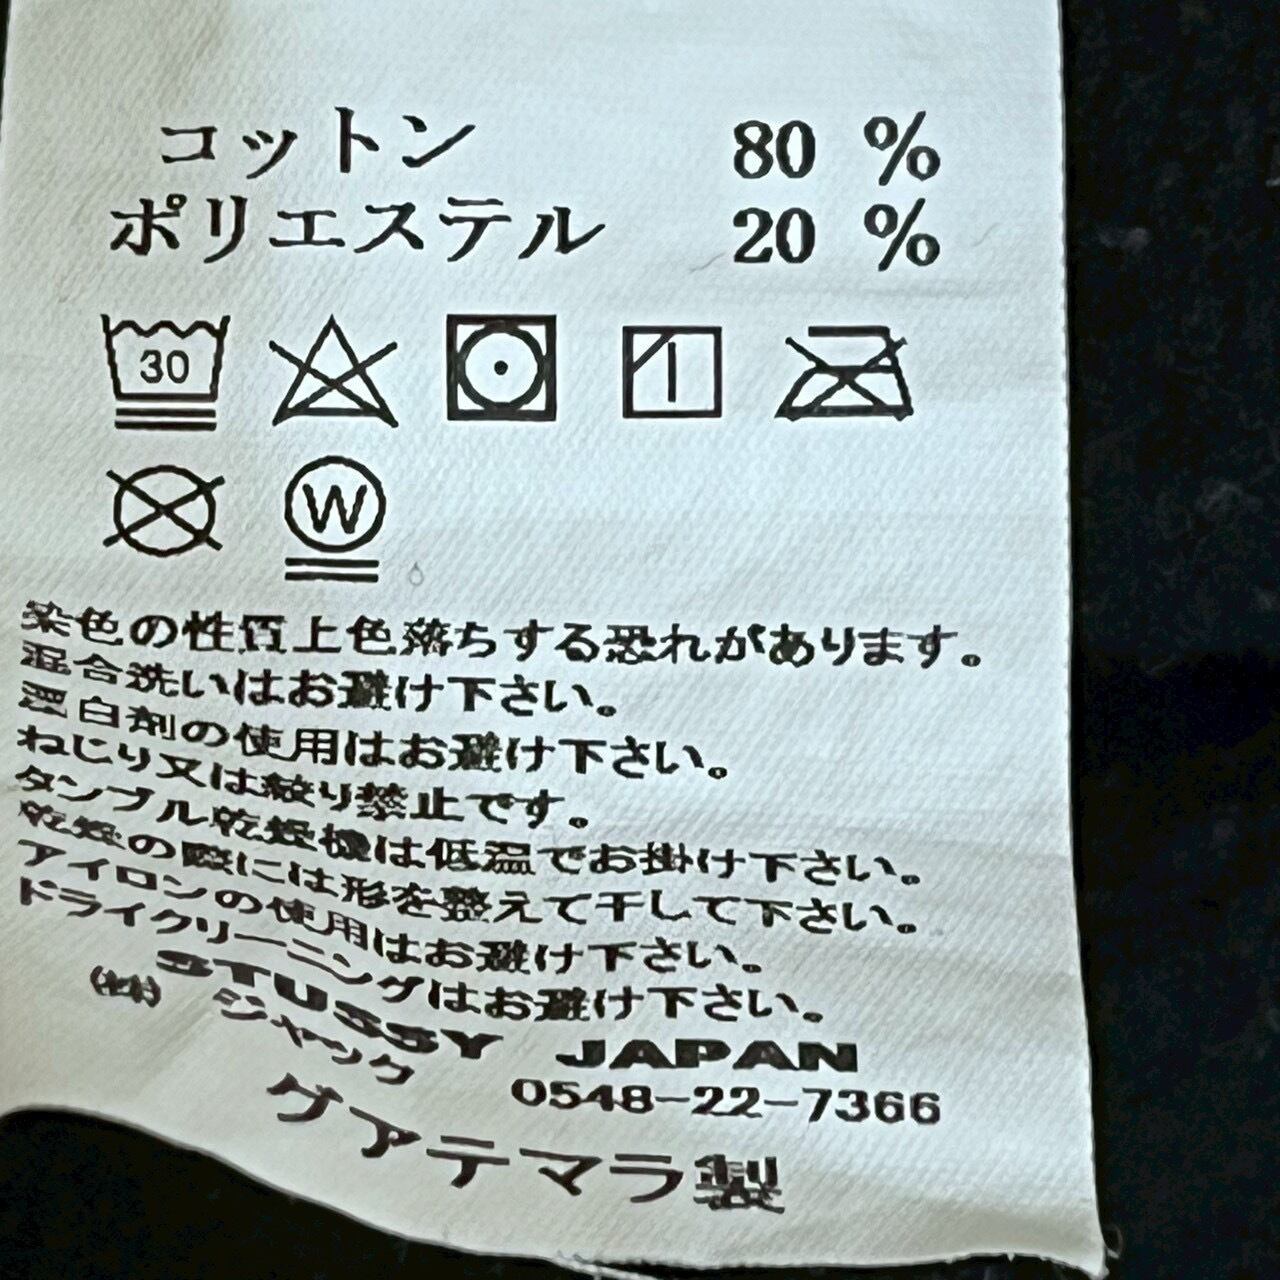 コットン 80 %
ポリエステル 20 %
30
W
染色の性質上色落ちする恐れがあります。
混合洗いはお避け下さい。
漂白剤の使用はお避け下さい。
ねじり又は絞り禁止です。
タンブル乾燥機は低温でお掛け下さい。
乾燥の際には形を整えて干して下さい。
アイロンの使用はお避け下さい。
ドライクリーニングはお避け下さい。
STUSSY JAPAN
(株) ジャック 0548-22-7366
グアテマラ製